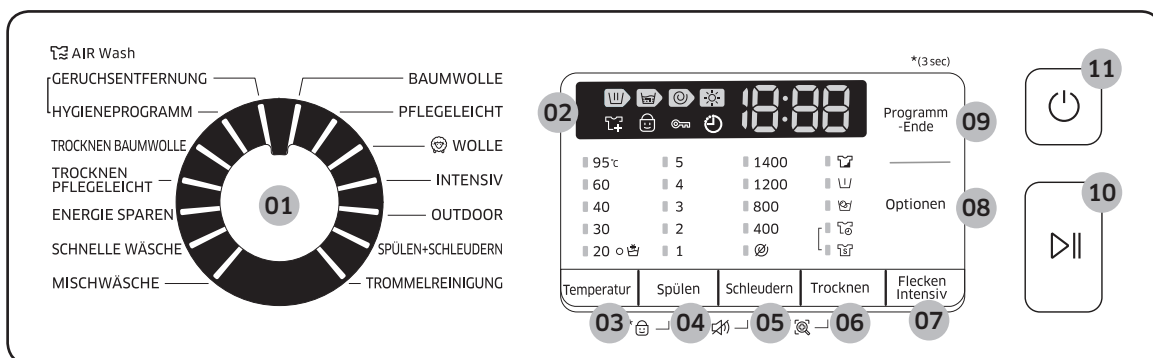 AIR Wash
GERUCHSENTFERNUNG
HYGIENEPROGRAMM
TROCKNEN BAUMWOLLE
TROCKNEN
PFLEGELEICHT
ENERGIE SPAREN
SCHNELLE WÄSCHE
MISCHWÄSCHE
01
BAUMWOLLE
PFLEGELEICHT
WOLLE
INTENSIV
OUTDOOR
SPÜLEN+SCHLEUDERN
TROMMELREINIGUNG
*(3 sec)
02
18:88
95℃ 5 1400
60 4 1200
40 3 800
30 2 400
20 1
Temperatur Spülen Schleudern Trocknen Flecken
Intensiv
03 * 04 05 06 07
Programm
-Ende
09
Optionen
08
11
10